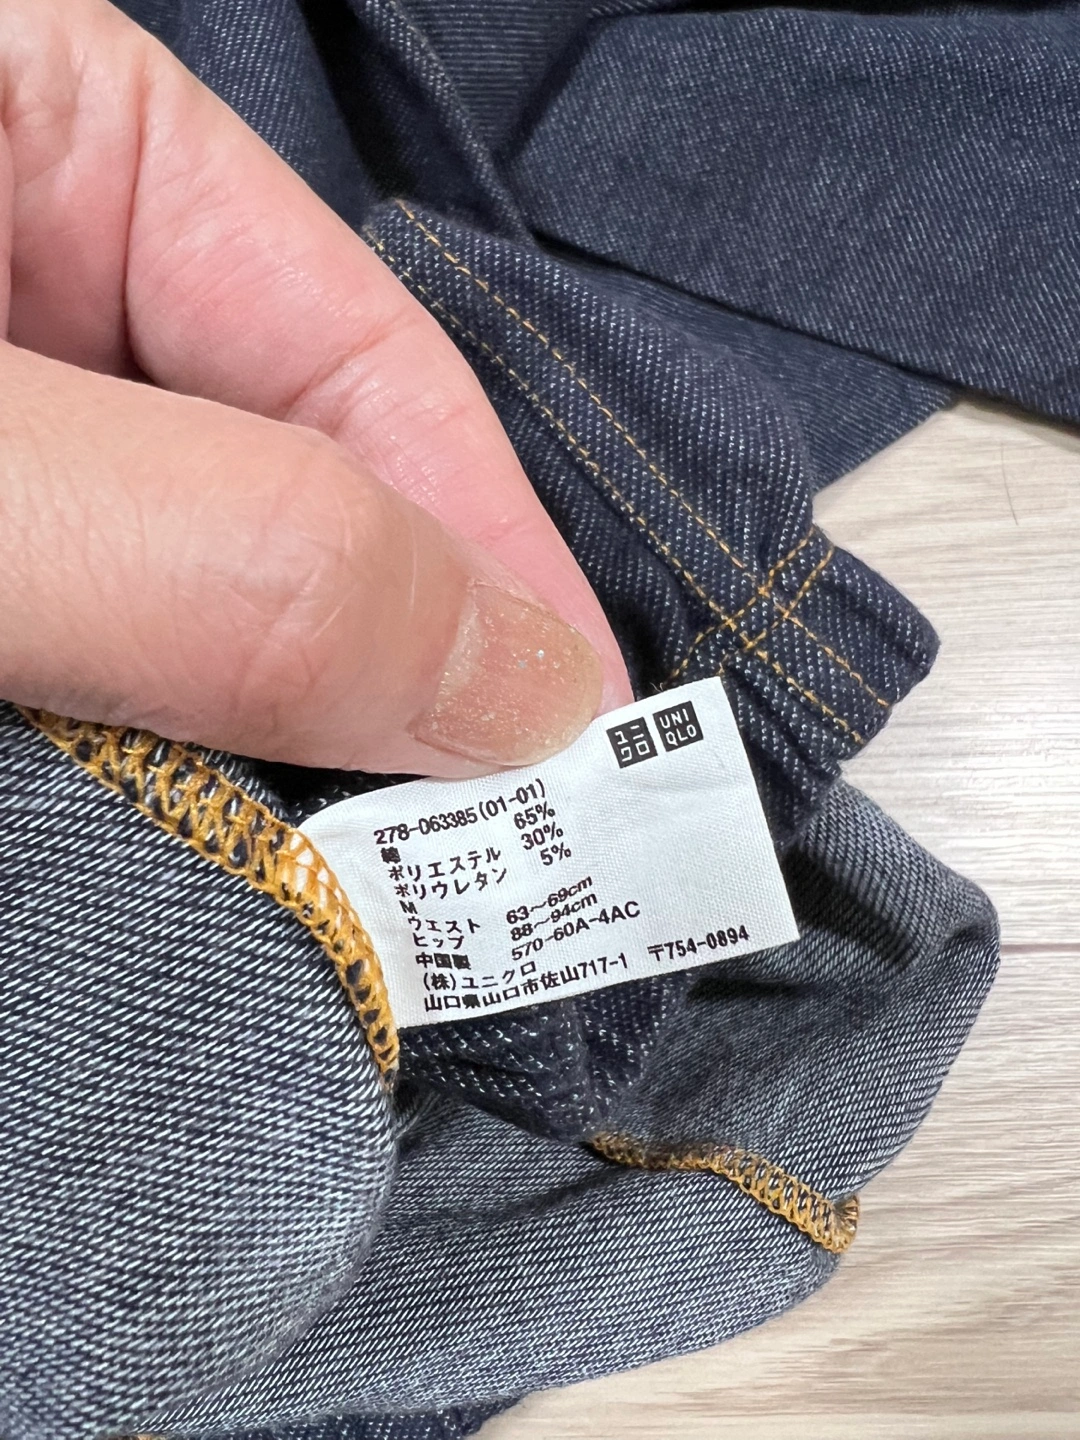 ユニ
クロ
UNI
QLO
278-063385(01-01)
綿 65%
ポリエステル 30%
ポリウレタン 5%
M
ウエスト 63～69cm
ヒップ 88～94cm
中国製 570-60A-4AC
(株)ユニクロ
山口県山口市佐山717-1 〒754-0894